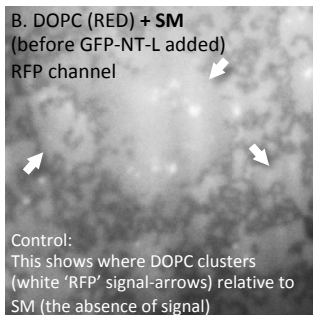 B. DOPC (RED) + SM
(before GFP-NT-L added)
RFP channel
Control:
This shows where DOPC clusters
(white ‘RFP’ signal-arrows) relative to
SM (the absence of signal)